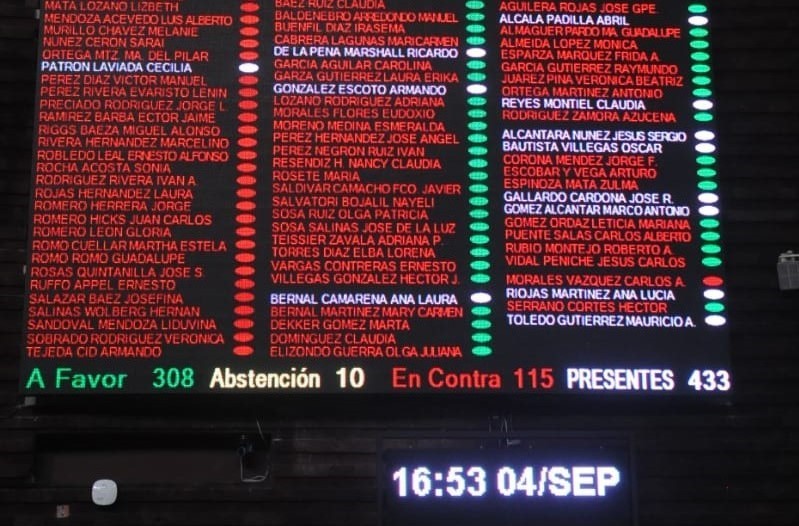 MATA LOZANO LIZBETH
MENDOZA ACEVEDO LUIS ALBERTO
MURILLO CHAVEZ MELANIE
NUÑEZ CERON SARAI
ORTEGA MTZ. MA. DEL PILAR
PATRON LAVIADA CECILIA
PEREZ DIAZ VICTOR MANUEL
PEREZ RIVERA EVARISTO LENIN
PRECIADO RODRIGUEZ JORGE L.
RAMIREZ BARBA ECTOR JAIME
RIGGS BAEZA MIGUEL ALONSO
RIVERA HERNANDEZ MARCELINO
ROBLEDO LEAL ERNESTO ALFONSO
ROCHA ACOSTA SONIA
RODRIGUEZ RIVERA IVAN A.
ROJAS HERNANDEZ LAURA
ROMERO HERRERA JORGE
ROMERO HICKS JUAN CARLOS
ROMERO LEON GLORIA
ROMO CUELLAR MARTHA ESTELA
ROMO ROMO GUADALUPE
ROSAS QUINTANILLA JOSE S.
RUFFO APPEL ERNESTO
SALAZAR BAEZ JOSEFINA
SALINAS WOLBERG HERNAN
SANDOVAL MENDOZA LIDUVINA
SOBRADO RODRIGUEZ VERONICA
TEJEDA CID ARMANDO
BAEZ RUIZ CLAUDIA
BALDENEBRO ARREDONDO MANUEL
BUENFIL DIAZ IRASEMA
CABRERA LAGUNAS MARICARMEN
DE LA PEÑA MARSHALL RICARDO
GARCIA AGUILAR CAROLINA
GARZA GUTIERREZ LAURA ERIKA
GONZALEZ ESCOTO ARMANDO
LOZANO RODRIGUEZ ADRIANA
MORALES FLORES EUDOXIO
MORENO MEDINA ESMERALDA
PEREZ HERNANDEZ JOSE ANGEL
PEREZ NEGRON RUIZ IVAN
RESENDIZ H. NANCY CLAUDIA
ROSETE MARIA
SALDIVAR CAMACHO FCO. JAVIER
SALVATORI BOJALIL NAYELI
SOSA RUIZ OLGA PATRICIA
SOSA SALINAS JOSE DE LA LUZ
TEISSIER ZAVALA ADRIANA P.
TORRES DIAZ ELBA LORENA
VARGAS CONTRERAS ERNESTO
VILLEGAS GONZALEZ HECTOR J.
BERNAL CAMARENA ANA LAURA
BERNAL MARTINEZ MARY CARMEN
DEKKER GOMEZ MARTA
DOMINGUEZ CLAUDIA
ELIZONDO GUERRA OLGA JULIANA
AGUILERA ROJAS JOSE GPE.
ALCALA PADILLA ABRIL
ALMAGUER PARDO MA. GUADALUPE
ALMEIDA LOPEZ MONICA
ESPARZA MARQUEZ FRIDA A.
GARCIA GUTIERREZ RAYMUNDO
JUAREZ PIÑA VERONICA BEATRIZ
ORTEGA MARTINEZ ANTONIO
REYES MONTIEL CLAUDIA
RODRIGUEZ ZAMORA AZUCENA
ALCANTARA NUÑEZ JESUS SERGIO
BAUTISTA VILLEGAS OSCAR
CORONA MENDEZ JORGE F.
ESCOBAR Y VEGA ARTURO
ESPINOZA MATA ZULMA
GALLARDO CARDONA JOSE R.
GOMEZ ALCANTAR MARCO ANTONIO
GOMEZ ORDAZ LETICIA MARIANA
PUENTE SALAS CARLOS ALBERTO
RUBIO MONTEJO ROBERTO A.
VIDAL PENICHE JESUS CARLOS
MORALES VAZQUEZ CARLOS A.
RIOJAS MARTINEZ ANA LUCIA
SERRANO CORTES HECTOR
TOLEDO GUTIERREZ MAURICIO A.
A Favor 308 Abstención 10 En Contra 115 PRESENTES 433
16:53 04/SEP